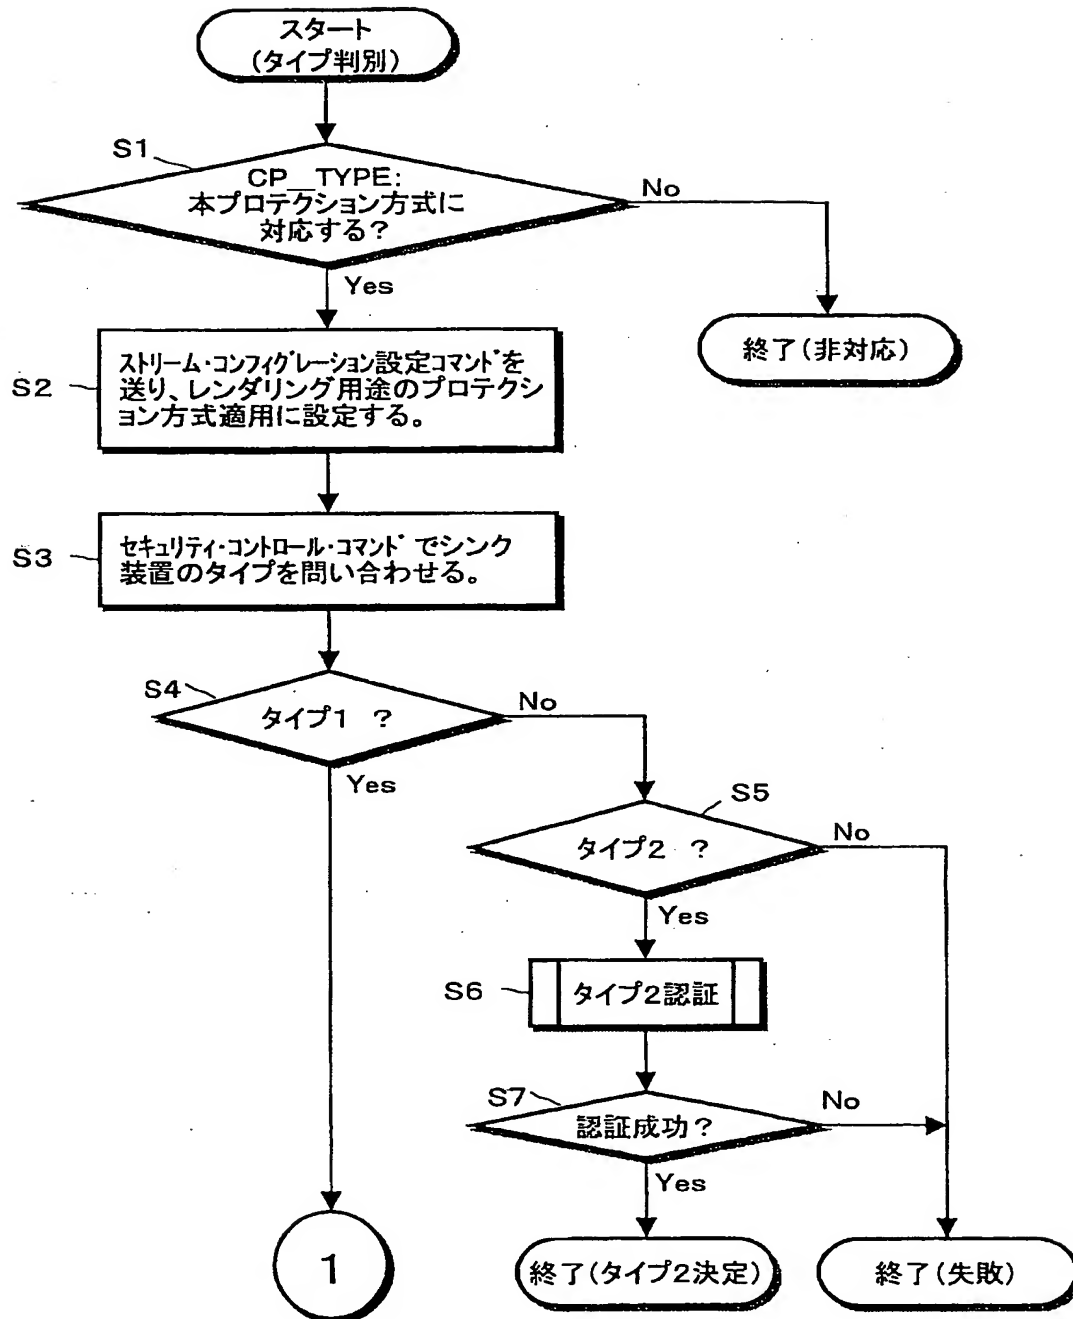 スタート
(タイプ判別)
S1
CP__TYPE:
本プロテクション方式に
対応する?
No
Yes
終了(非対応)
S2
ストリーム・コンフィグレーション設定コマンドを
送り、レンダリング用途のプロテクシ
ョン方式適用に設定する。
S3
セキュリティ・コントロール・コマンドでシンク
装置のタイプを問い合わせる。
S4
タイプ1 ?
No
Yes
S5
タイプ2 ?
No
Yes
S6
タイプ2認証
S7
認証成功?
No
Yes
1
終了(タイプ2決定)
終了(失敗)